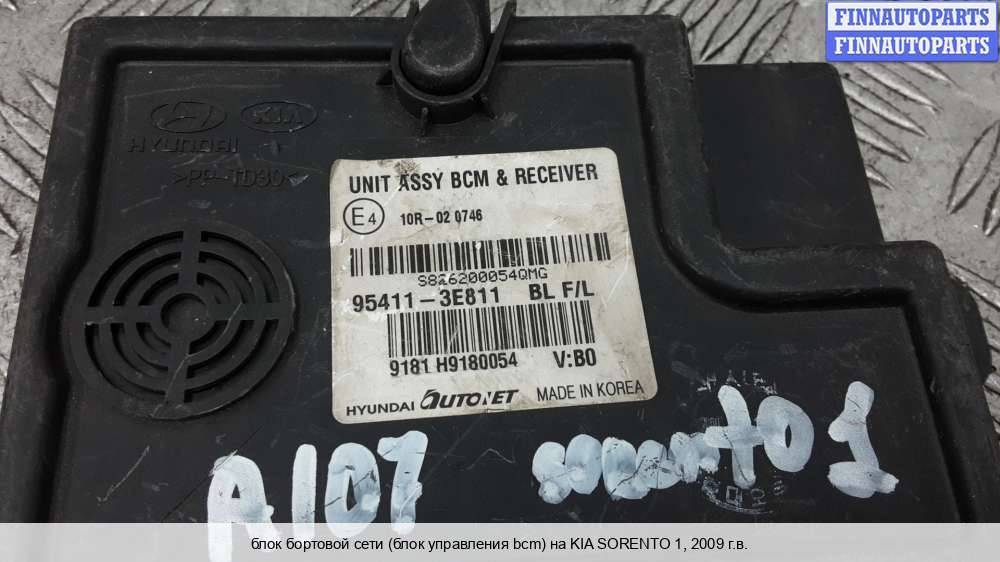 FINNAUTOPARTS
FINNAUTOPARTS
KIA
HYUNDAI
>PP-TD30<
UNIT ASSY BCM & RECEIVER
E4 10R-02 0746
S826200054QMG
95411-3E811 BL F/L
9181 H9180054 V:B0
HYUNDAI AUTONET MADE IN KOREA
A107 sorento 1
блок бортовой сети (блок управления bcm) на KIA SORENTO 1, 2009 г.в.